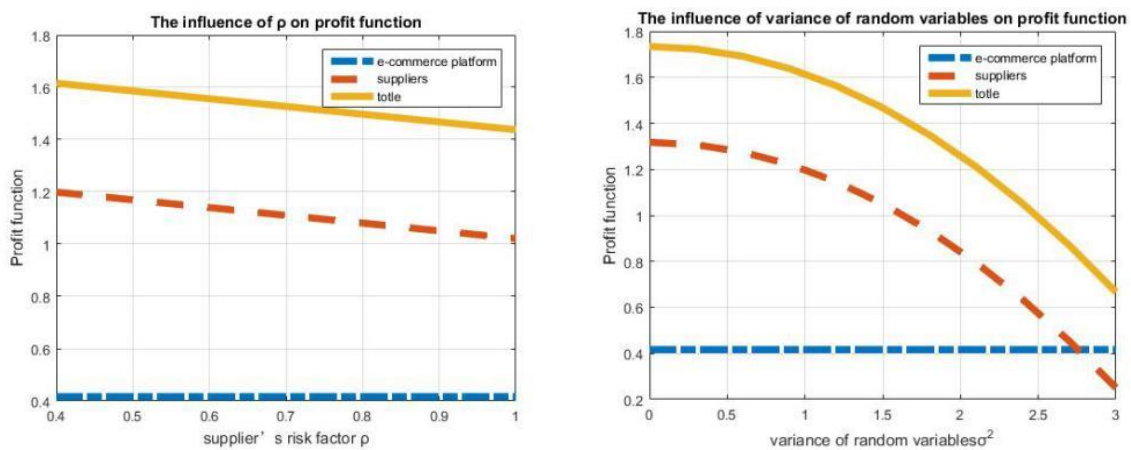 The influence of ρ on profit function
1.8
1.6
1.4
1.2
1
0.8
0.6
0.4
Profit function
e-commerce platform
suppliers
totle
0.4 0.5 0.6 0.7 0.8 0.9 1
supplier’s risk factor ρ
The influence of variance of random variables on profit function
1.8
1.6
1.4
1.2
1
0.8
0.6
0.4
0.2
Profit function
e-commerce platform
suppliers
totle
0 0.5 1 1.5 2 2.5 3
variance of random variablesσ²